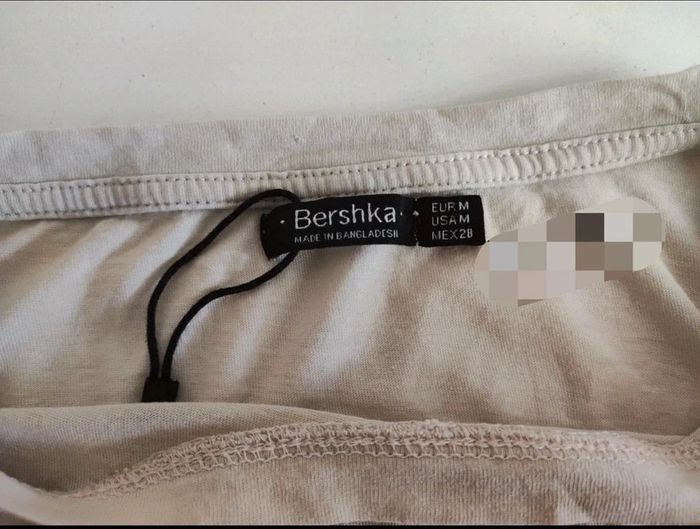 Bershka
MADE IN BANGLADESH
EUR M
USA M
MEX 28